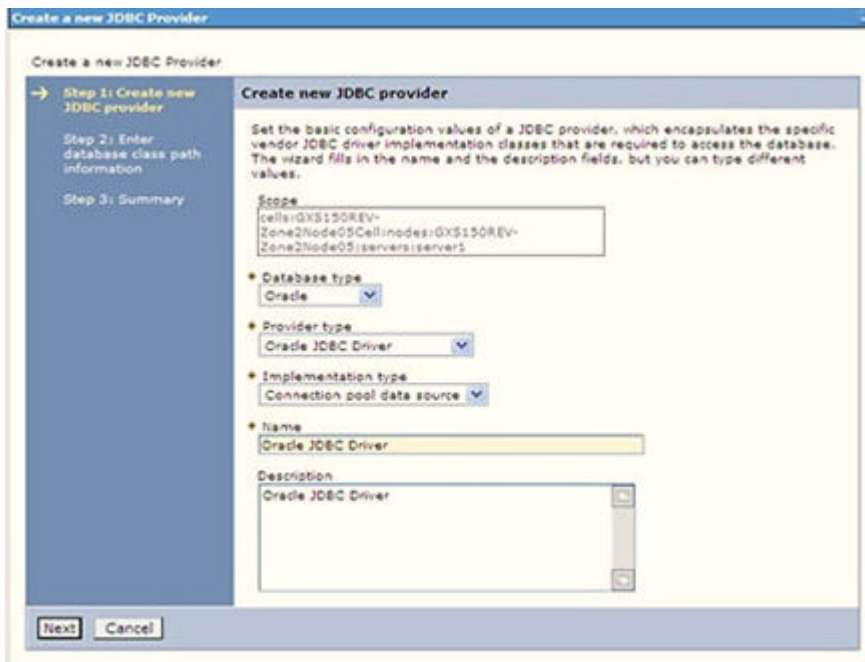 Create a new JDBC Provider
Create a new JDBC Provider
Step 1: Create new
JDBC provider
Step 2: Enter
database class path
information
Step 3: Summary
Create new JDBC provider
Set the basic configuration values of a JDBC provider, which encapsulates the specific
vendor JDBC driver implementation classes that are required to access the database.
The wizard fills in the name and the description fields, but you can type different
values.
Scope
cells:GXS150REV-
Zone2Node05Cell:nodes:GXS150REV-
Zone2Node05:servers:server1
Database type
Oracle
Provider type
Oracle JDBC Driver
Implementation type
Connection pool data source
Name
Oracle JDBC Driver
Description
Oracle JDBC Driver
Next Cancel